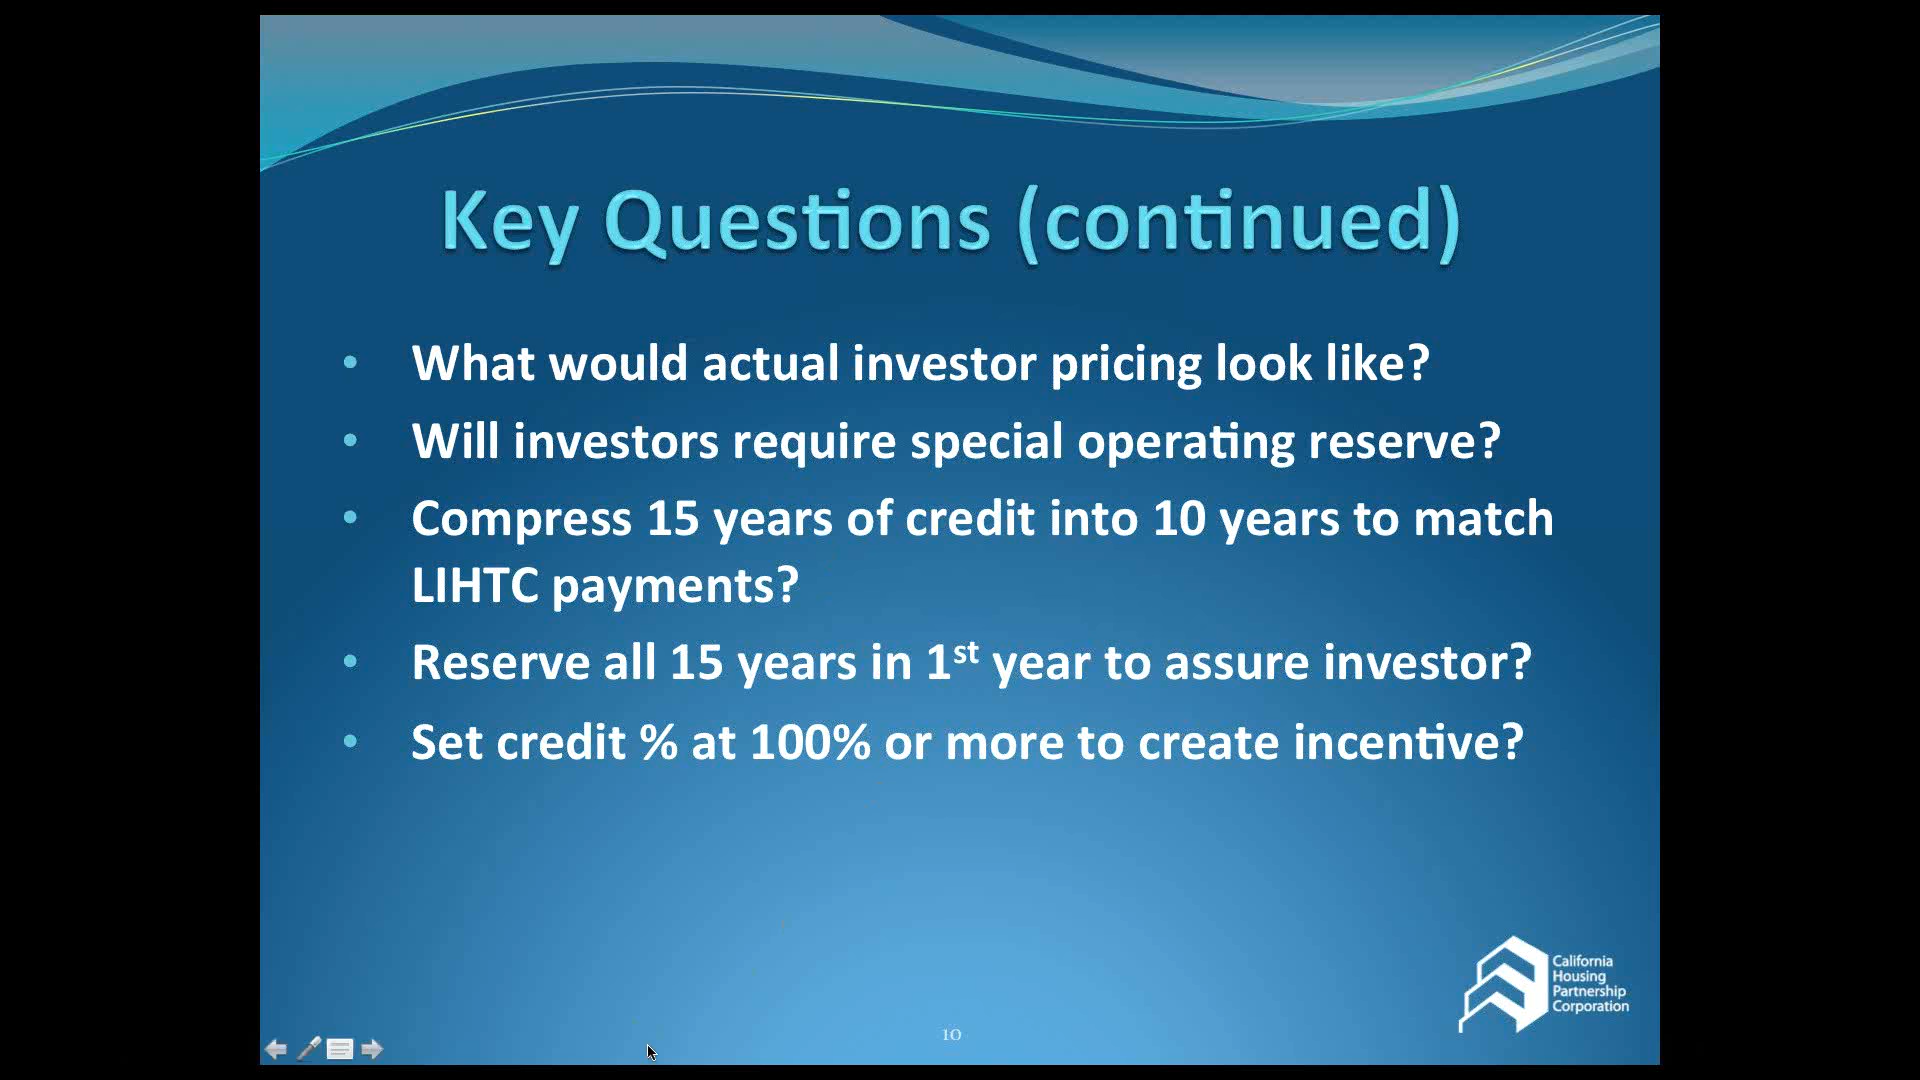 Key Questions (continued)
• What would actual investor pricing look like?
• Will investors require special operating reserve?
• Compress 15 years of credit into 10 years to match
LIHTC payments?
• Reserve all 15 years in 1st year to assure investor?
• Set credit % at 100% or more to create incentive?
California
Housing
Partnership
Corporation
10